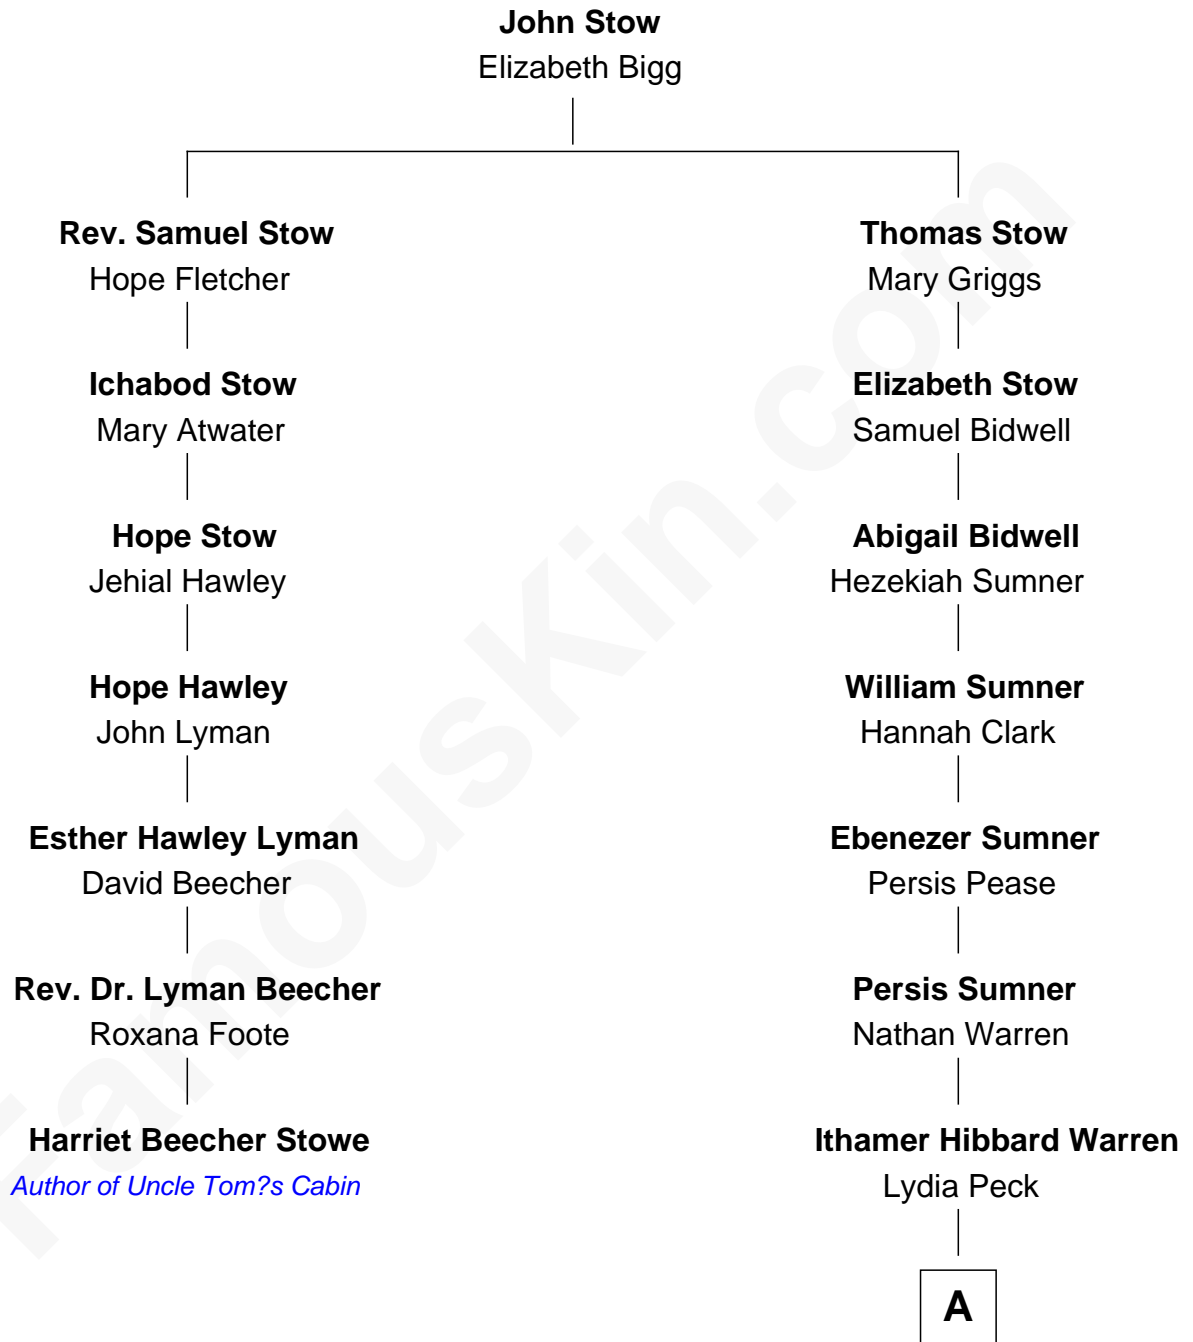 John Stow
Elizabeth Bigg
Rev. Samuel Stow
Hope Fletcher
Ichabod Stow
Mary Atwater
Hope Stow
Jehial Hawley
Hope Hawley
John Lyman
Esther Hawley Lyman
David Beecher
Rev. Dr. Lyman Beecher
Roxana Foote
Harriet Beecher Stowe
Author of Uncle Tom?s Cabin
Thomas Stow
Mary Griggs
Elizabeth Stow
Samuel Bidwell
Abigail Bidwell
Hezekiah Sumner
William Sumner
Hannah Clark
Ebenezer Sumner
Persis Pease
Persis Sumner
Nathan Warren
Ithamer Hibbard Warren
Lydia Peck
A
FamousKin.com